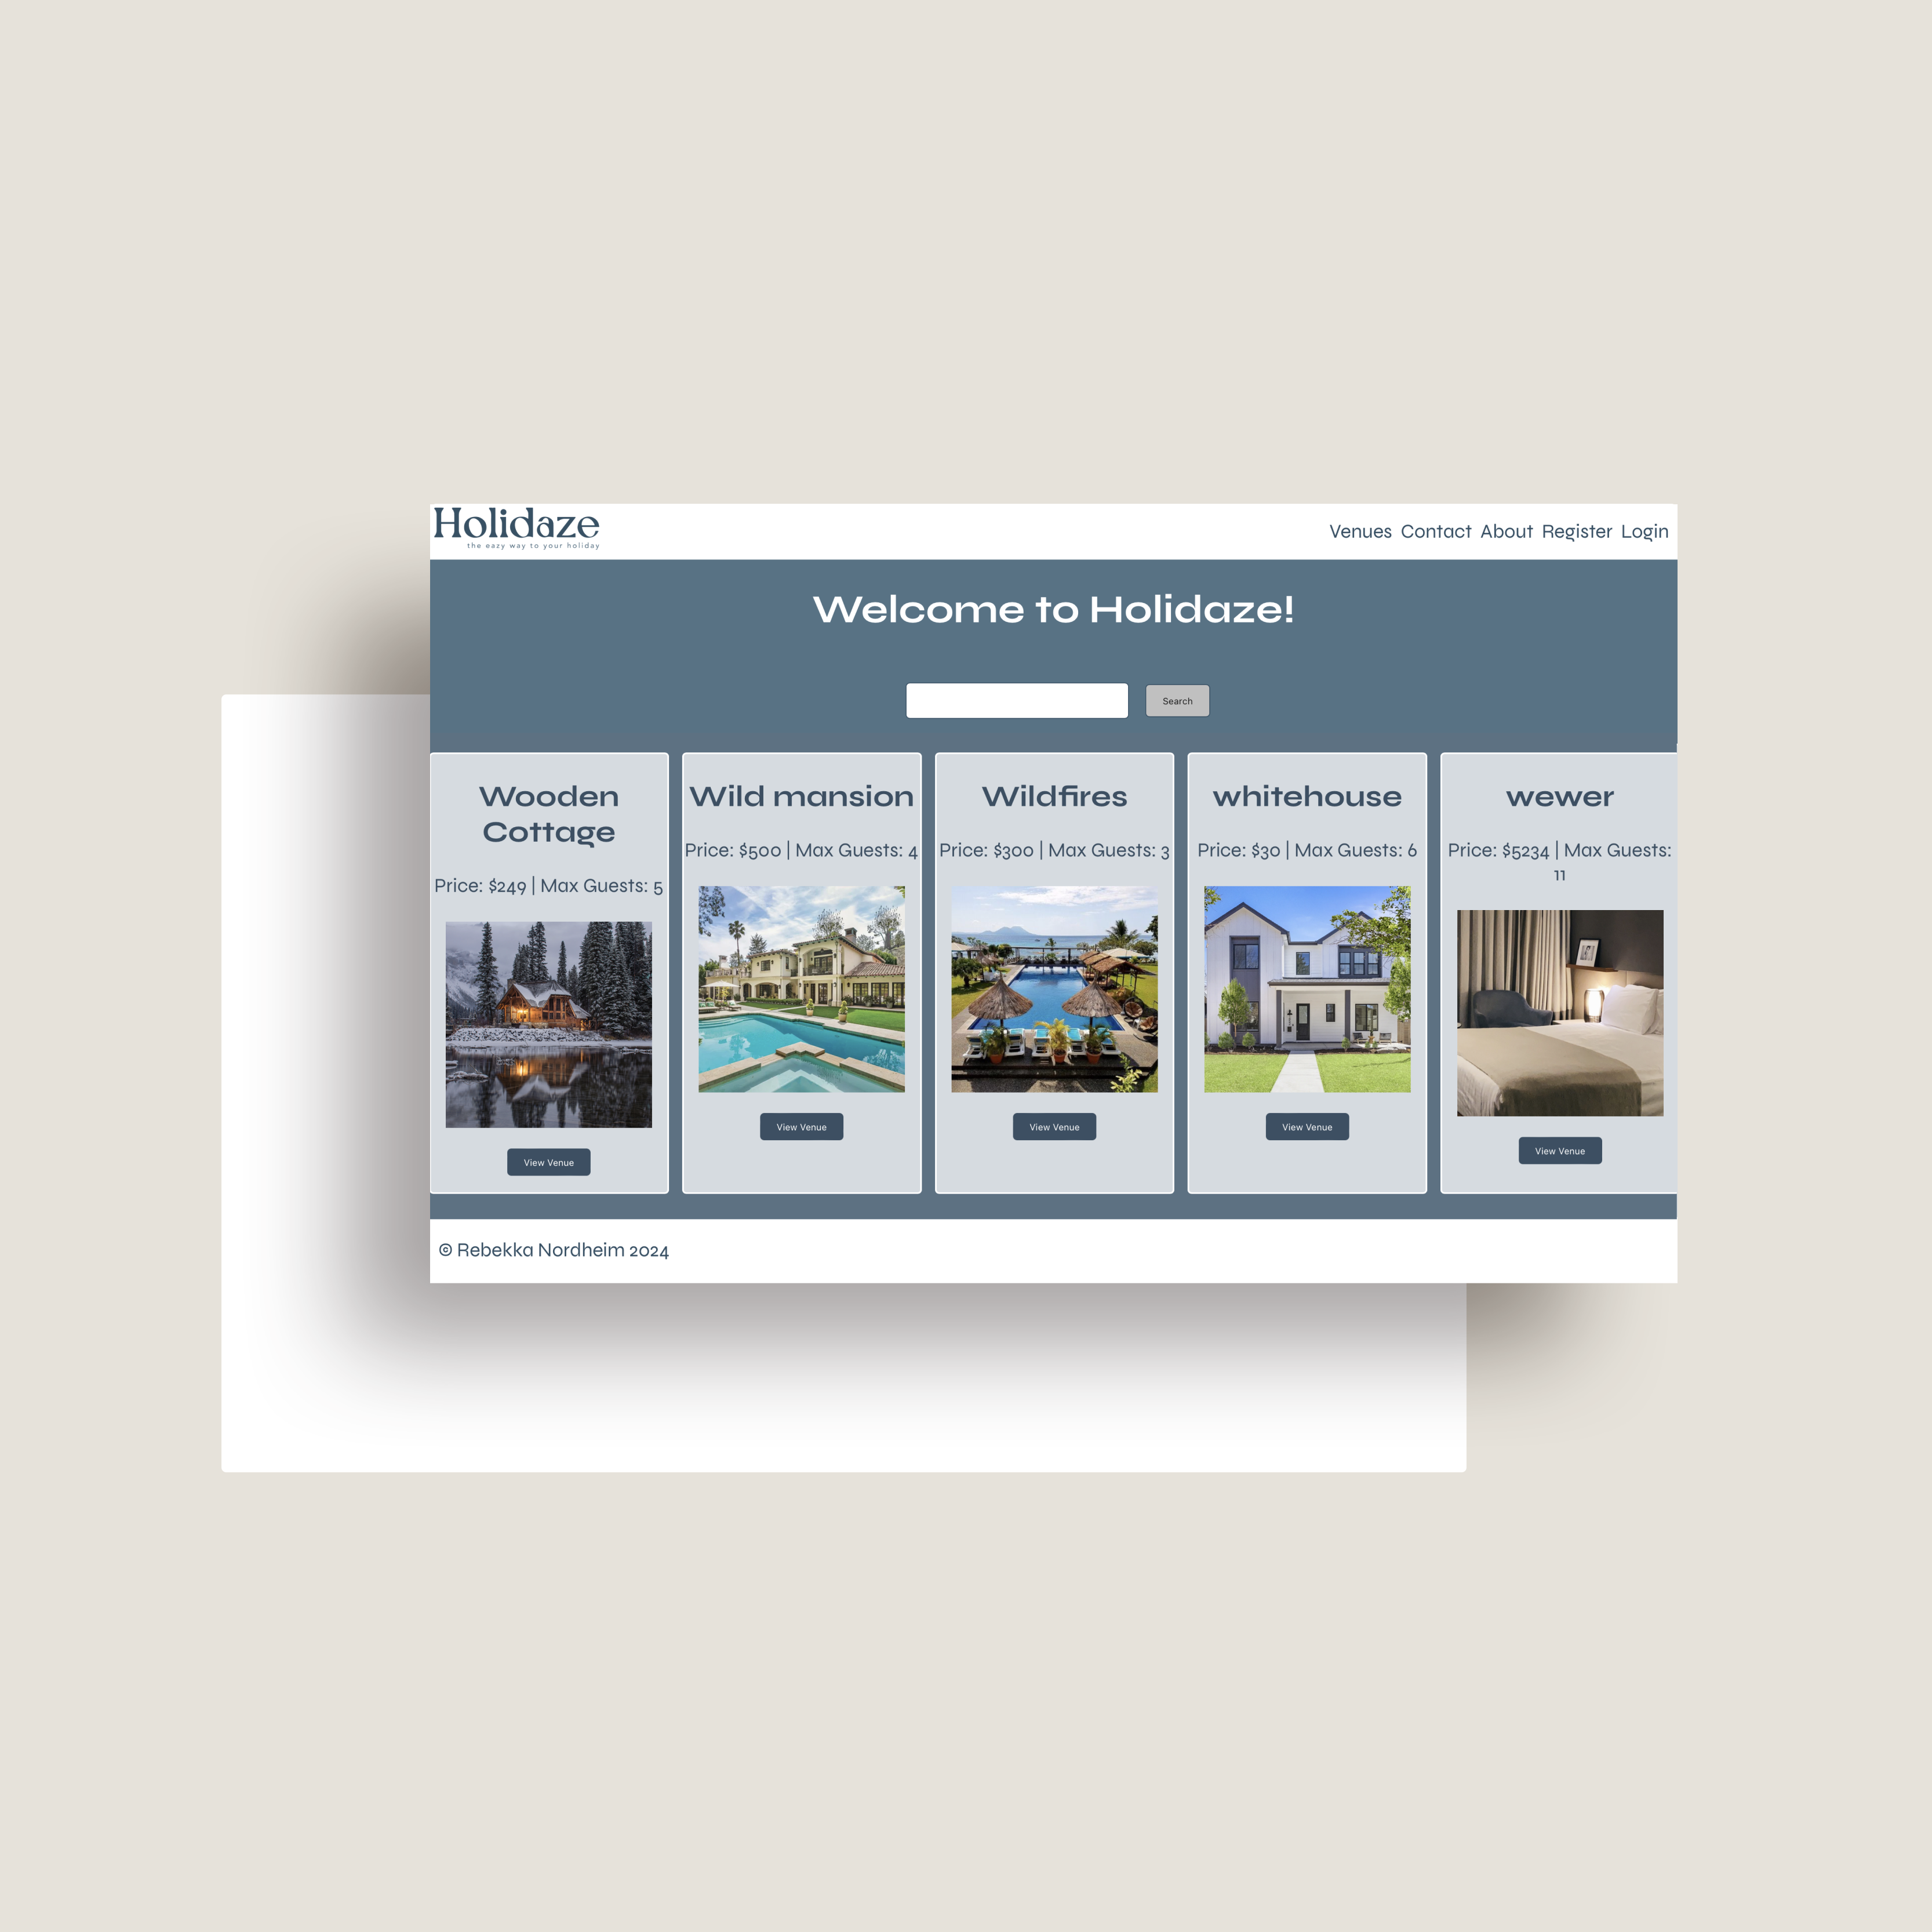 Holidaze
the eazy way to your holiday
Venues Contact About Register Login
Welcome to Holidaze!
Search
Wooden
Cottage
Price: $249 | Max Guests: 5
View Venue
Wild mansion
Price: $500 | Max Guests: 4
View Venue
Wildfires
Price: $300 | Max Guests: 3
View Venue
whitehouse
Price: $30 | Max Guests: 6
View Venue
wewer
Price: $5234 | Max Guests:
11
View Venue
© Rebekka Nordheim 2024